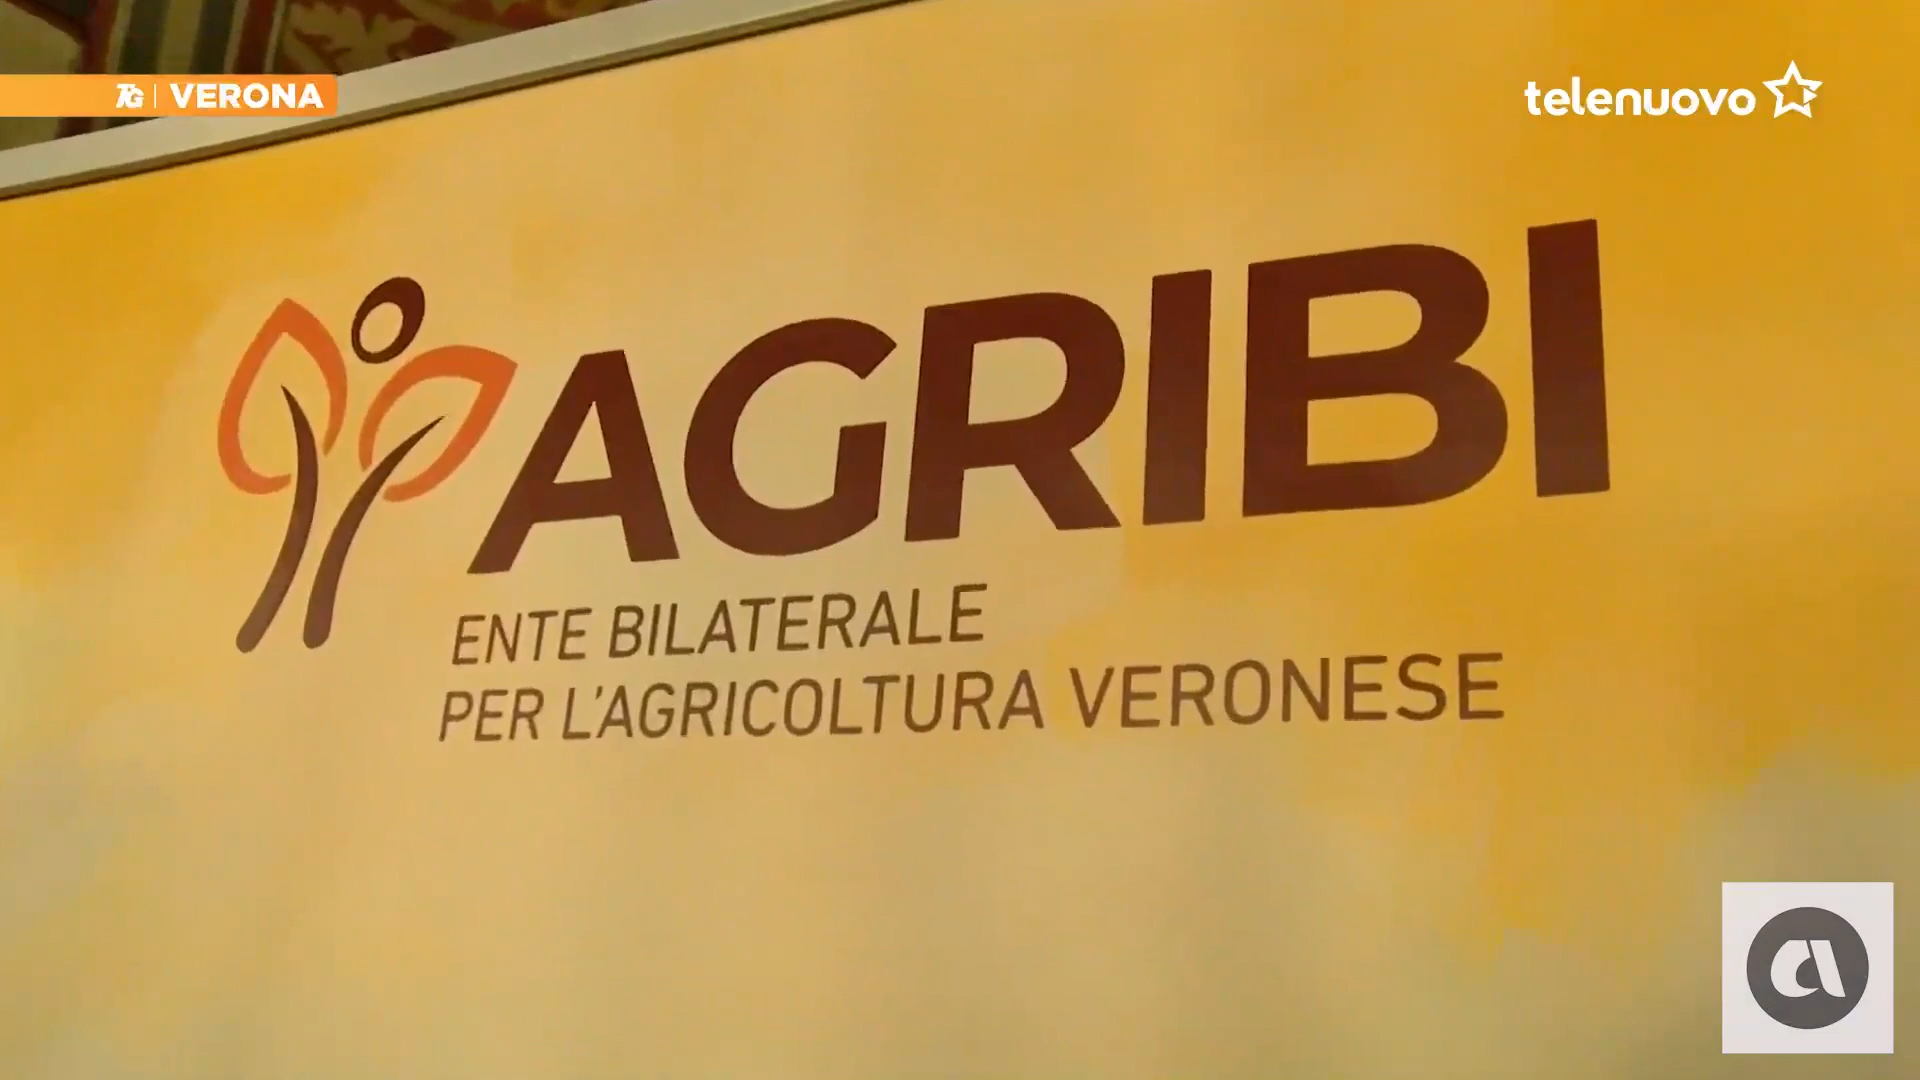 TG | VERONA
telenuovo
AGRIBI
ENTE BILATERALE
PER L'AGRICOLTURA VERONESE